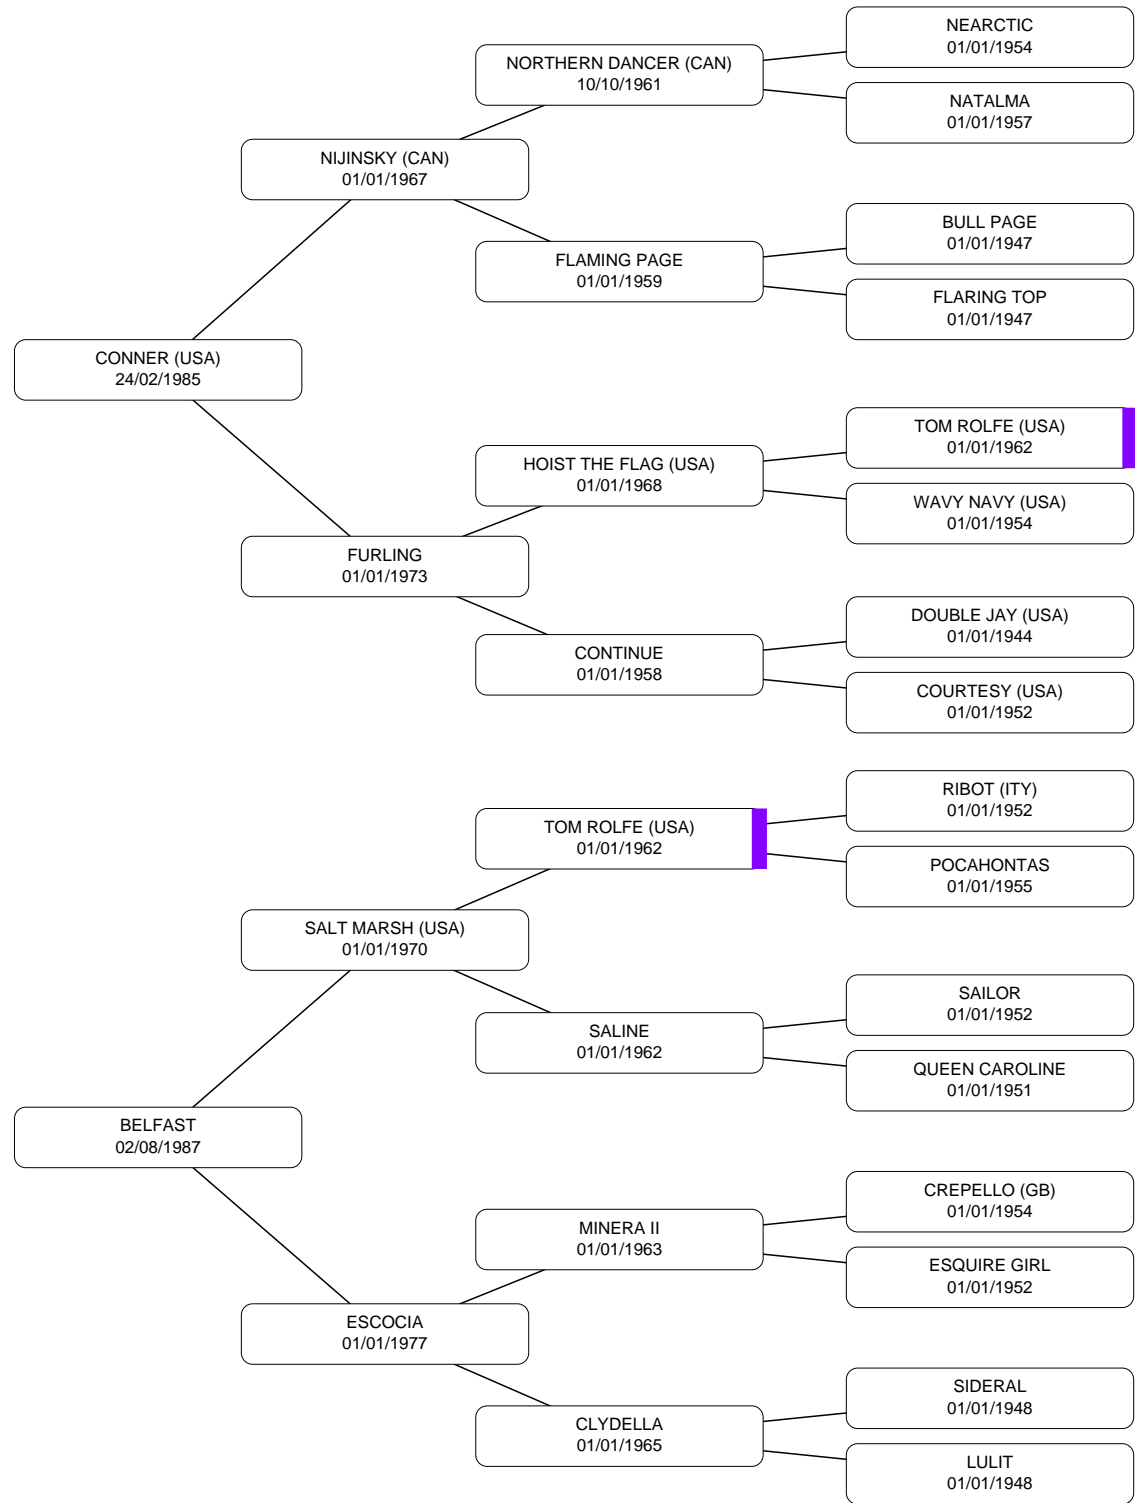 NEARCTIC
01/01/1954
NORTHERN DANCER (CAN)
10/10/1961
NATALMA
01/01/1957
NIJINSKY (CAN)
01/01/1967
BULL PAGE
01/01/1947
FLAMING PAGE
01/01/1959
FLARING TOP
01/01/1947
CONNER (USA)
24/02/1985
TOM ROLFE (USA)
01/01/1962
HOIST THE FLAG (USA)
01/01/1968
WAVY NAVY (USA)
01/01/1954
FURLING
01/01/1973
DOUBLE JAY (USA)
01/01/1944
CONTINUE
01/01/1958
COURTESY (USA)
01/01/1952
RIBOT (ITY)
01/01/1952
TOM ROLFE (USA)
01/01/1962
POCAHONTAS
01/01/1955
SALT MARSH (USA)
01/01/1970
SAILOR
01/01/1952
SALINE
01/01/1962
QUEEN CAROLINE
01/01/1951
BELFAST
02/08/1987
CREPELLO (GB)
01/01/1954
MINERA II
01/01/1963
ESQUIRE GIRL
01/01/1952
ESCOCIA
01/01/1977
SIDERAL
01/01/1948
CLYDELLA
01/01/1965
LULIT
01/01/1948